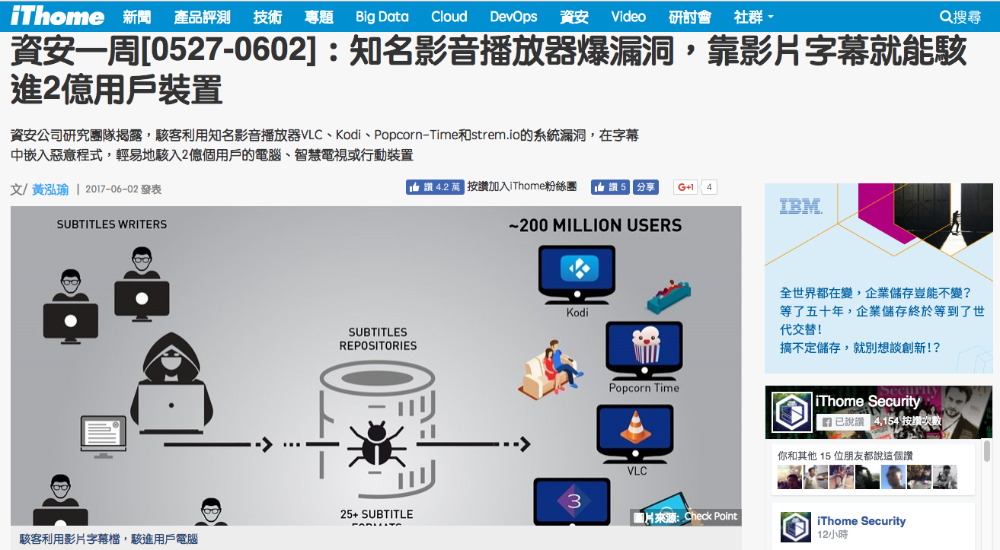 iThome 新聞 產品評測 技術 專題 Big Data Cloud DevOps 資安 Video 研討會 社群 搜尋
資安一周[0527-0602]：知名影音播放器爆漏洞，靠影片字幕就能駭
進2億用戶裝置
資安公司研究團隊揭露，駭客利用知名影音播放器VLC、Kodi、Popcorn-Time和strem.io的系統漏洞，在字幕
中嵌入惡意程式，輕易地駭入2億個用戶的電腦、智慧電視或行動裝置
文/ 黃泓瑜 | 2017-06-02 發表
讚 4.2 萬 按讚加入iThome粉絲團 讚 5 分享 G+1 4
SUBTITLES WRITERS
~200 MILLION USERS
Kodi
SUBTITLES
REPOSITORIES
Popcorn Time
VLC
3
25+ SUBTITLE
FORMATS
圖片來源: Check Point
駭客利用影片字幕檔，駭進用戶電腦
IBM.
全世界都在變，企業儲存豈能不變？
等了五十年，企業儲存終於等到了世
代交替！
搞不定儲存，就別想談創新！？
iThome Security
已說讚 4,154 按讚次數
你和其他 15 位朋友都說這個讚
iThome Security
12小時